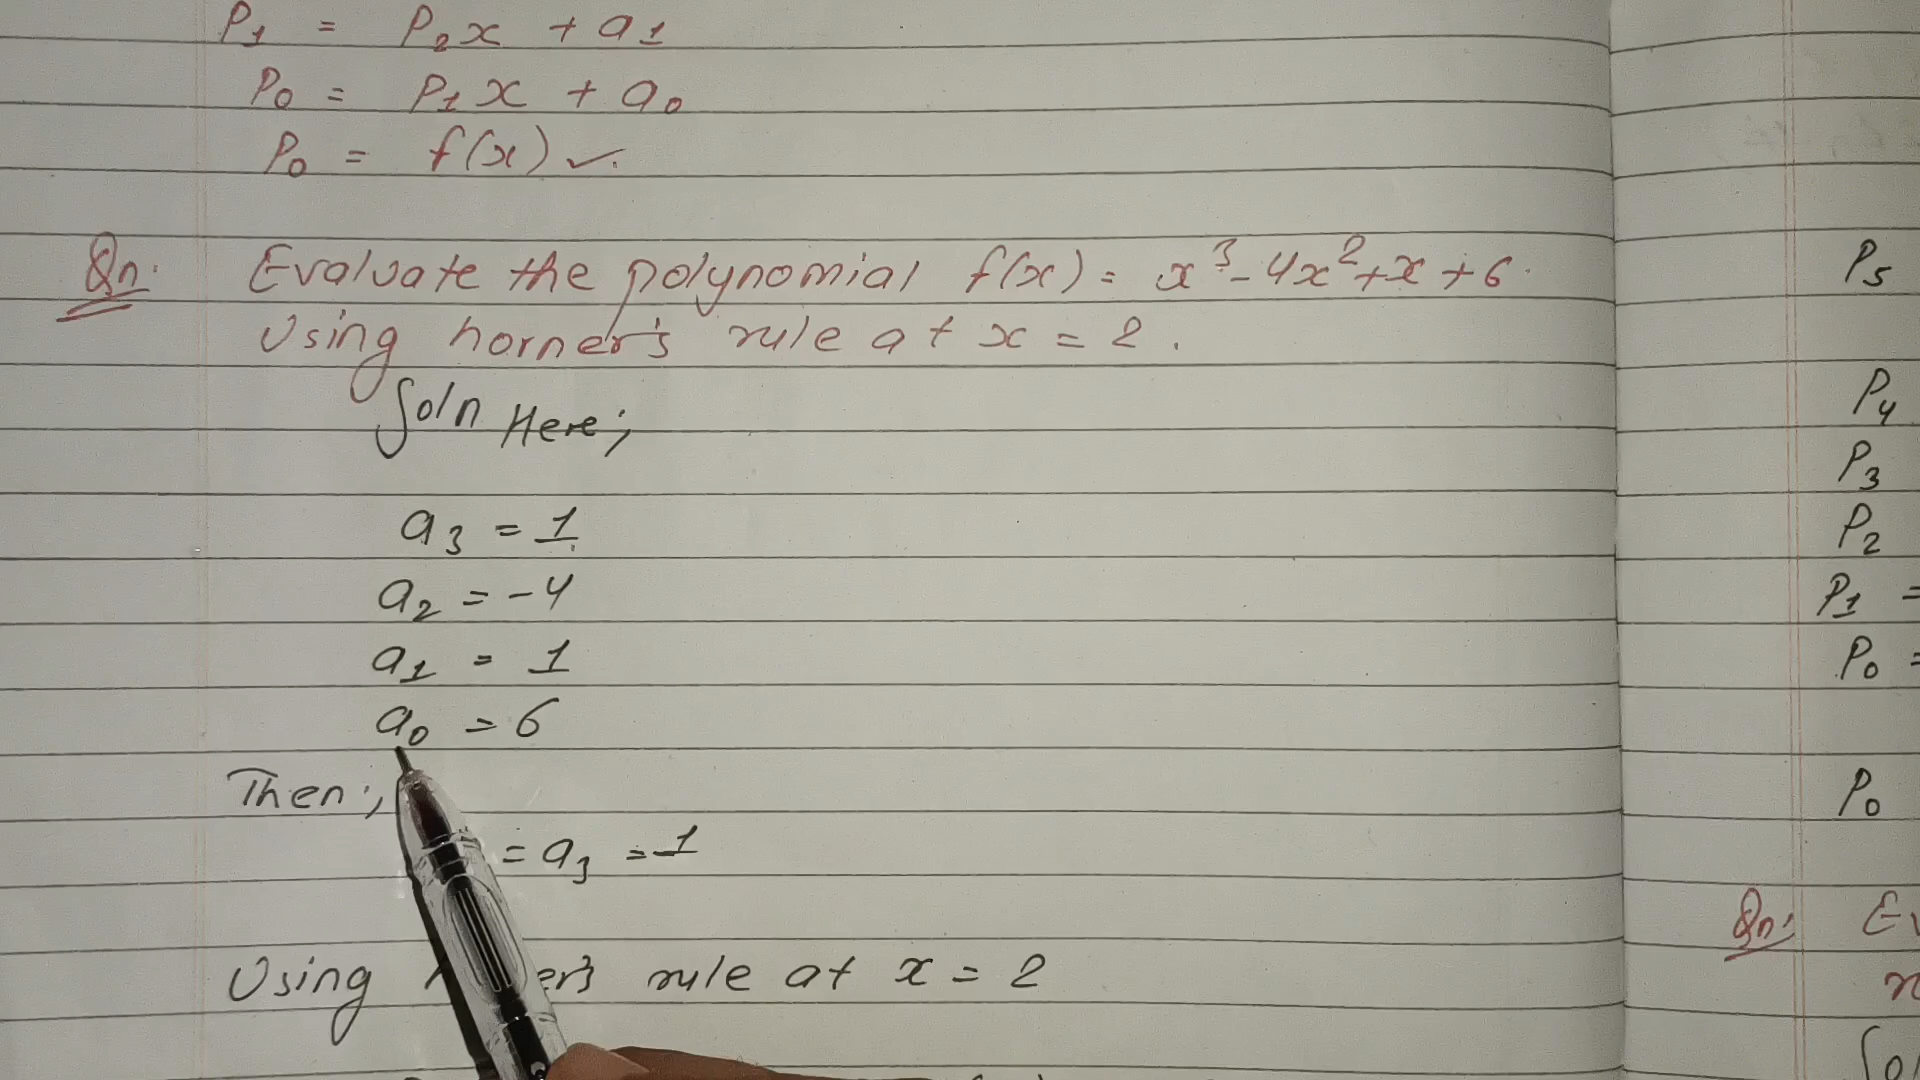 P1 = P2x + a1
P0 = P1x + a0
P0 = f(x) ✓.
Qn. Evaluate the polynomial f(x) = x³ - 4x² + x + 6.
Using horner's rule at x = 2.
Soln Here;
a3 = 1
a2 = -4
a1 = 1
a0 = 6
Then;
= a3 = 1
Using rule at x = 2
P5
P4
P3
P2
P1 =
P0 =
P0
Qn.